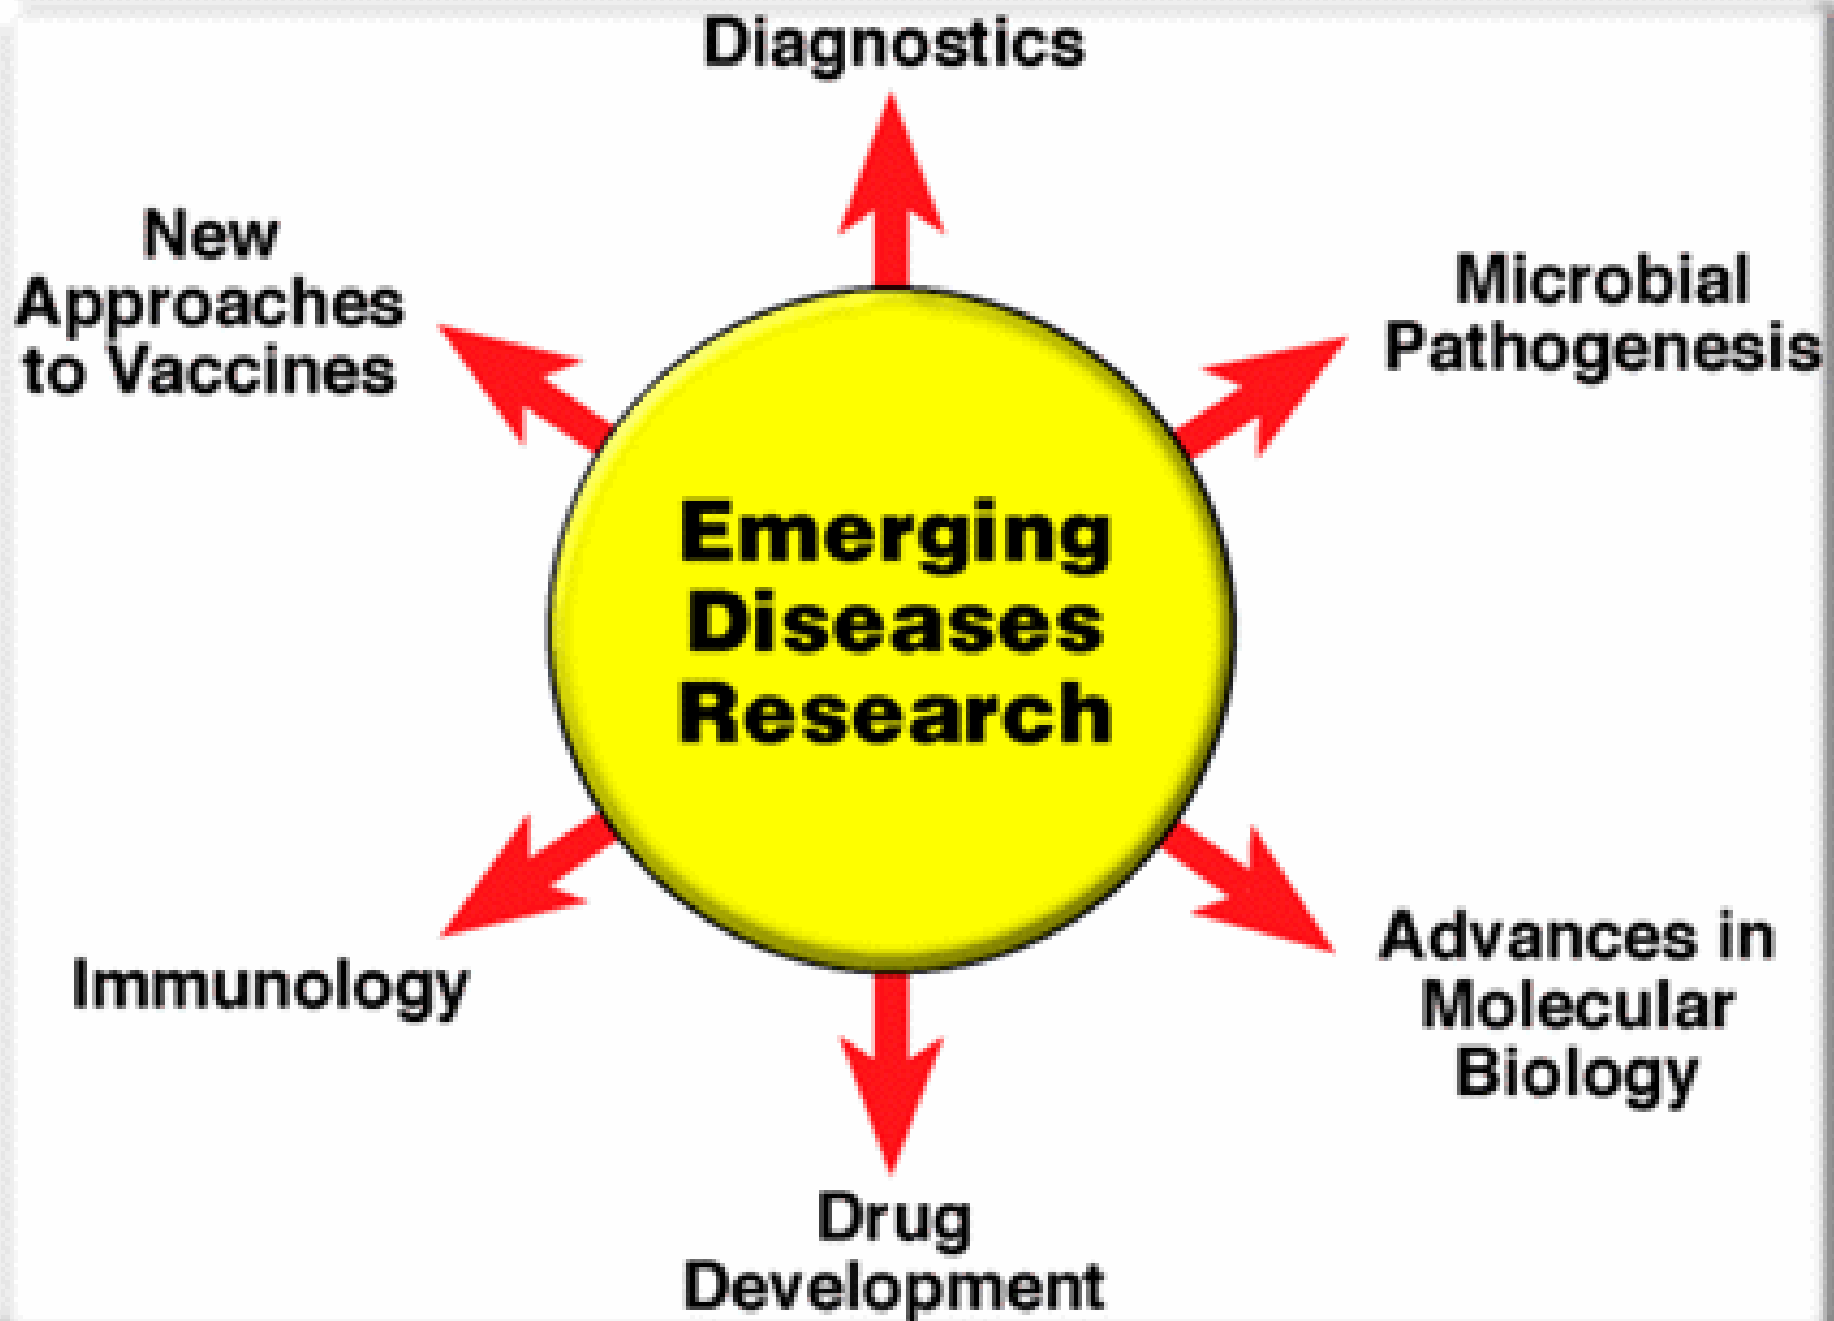 Diagnostics
New
Approaches
to Vaccines
Microbial
Pathogenesis
Emerging
Diseases
Research
Immunology
Advances in
Molecular
Biology
Drug
Development